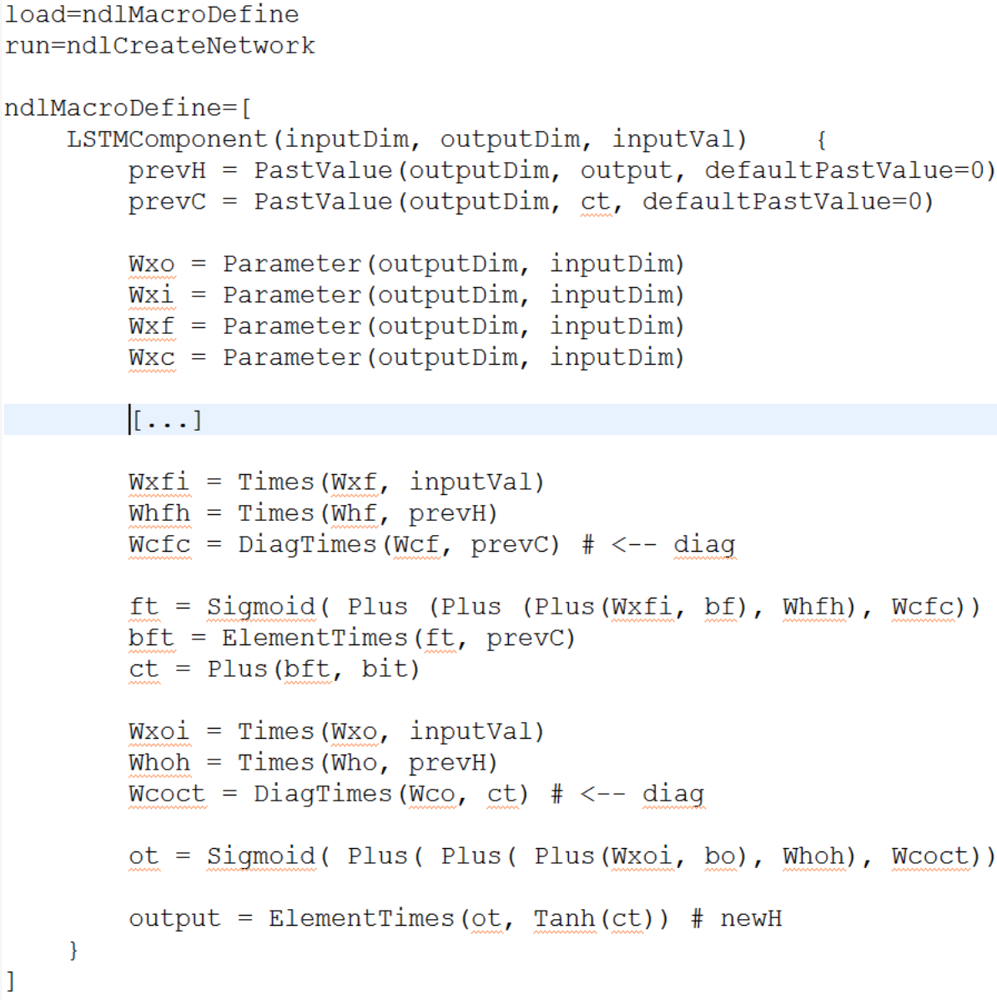 load=ndlMacroDefine
run=ndlCreateNetwork
ndlMacroDefine=[
LSTMComponent(inputDim, outputDim, inputVal) {
prevH = PastValue(outputDim, output, defaultPastValue=0)
prevC = PastValue(outputDim, ct, defaultPastValue=0)
Wxo = Parameter(outputDim, inputDim)
Wxi = Parameter(outputDim, inputDim)
Wxf = Parameter(outputDim, inputDim)
Wxc = Parameter(outputDim, inputDim)
[...]
Wxfi = Times(Wxf, inputVal)
Whfh = Times(Whf, prevH)
Wcfc = DiagTimes(Wcf, prevC) # <-- diag
ft = Sigmoid( Plus (Plus (Plus(Wxfi, bf), Whfh), Wcfc))
bft = ElementTimes(ft, prevC)
ct = Plus(bft, bit)
Wxoi = Times(Wxo, inputVal)
Whoh = Times(Who, prevH)
Wcoct = DiagTimes(Wco, ct) # <-- diag
ot = Sigmoid( Plus( Plus( Plus(Wxoi, bo), Whoh), Wcoct))
output = ElementTimes(ot, Tanh(ct)) # newH
}
]